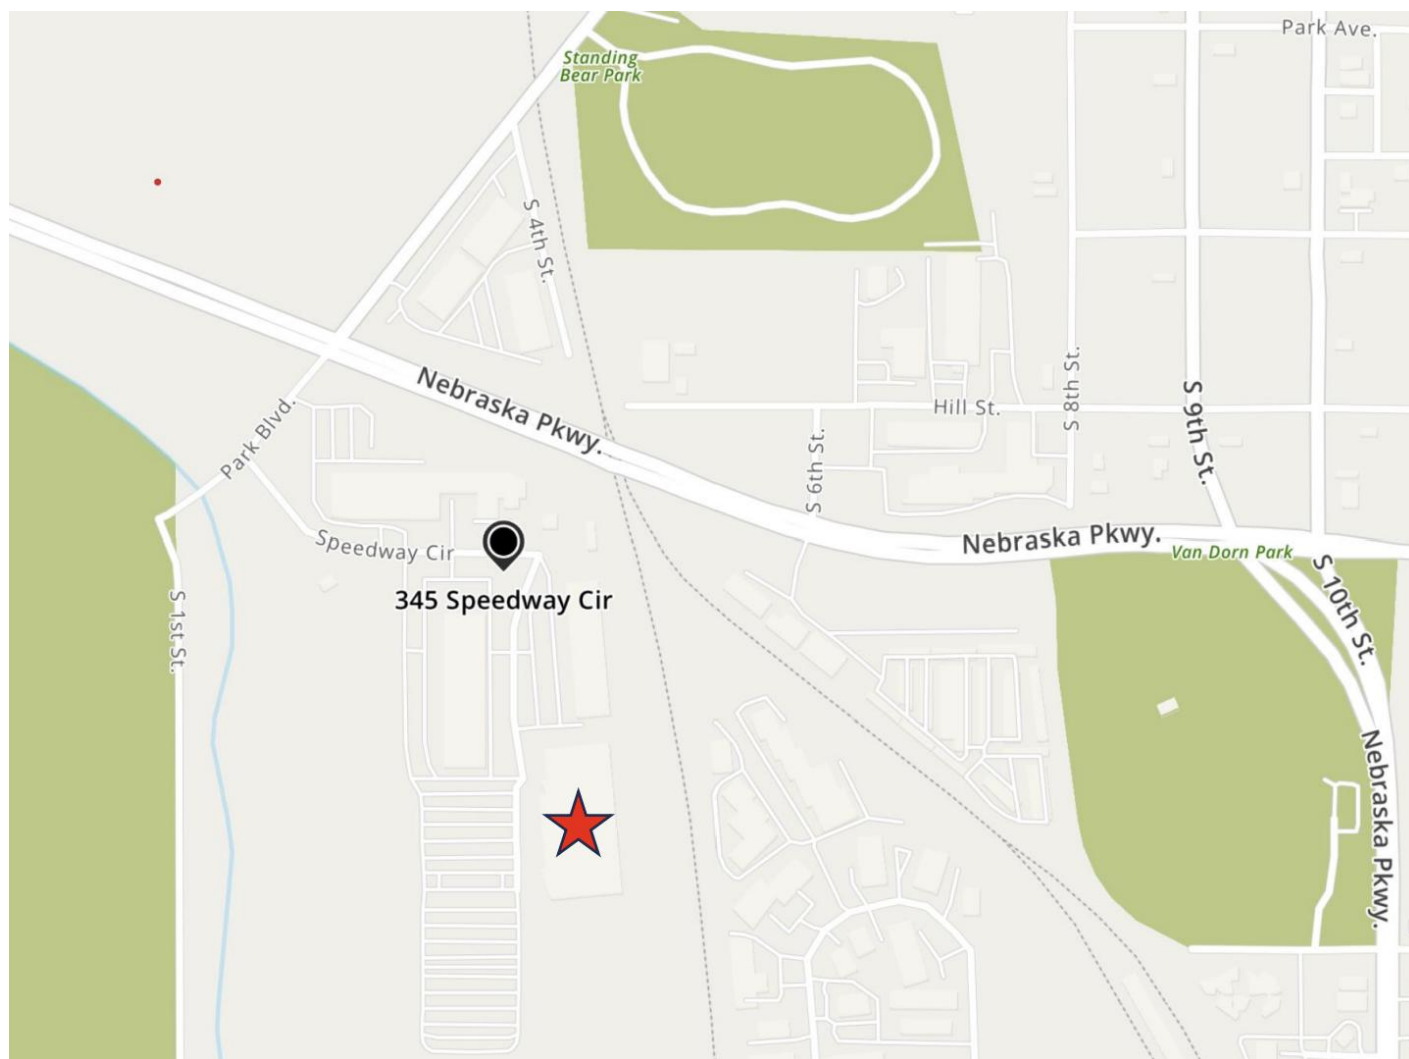 Park Ave.
Standing
Bear Park
S 4th St.
Nebraska Pkwy.
Park Blvd.
Hill St.
S 8th St.
S 9th St.
S 6th St.
Speedway Cir
Nebraska Pkwy.
Van Dorn Park
345 Speedway Cir
S 1st St.
S 10th St.
Nebraska Pkwy.